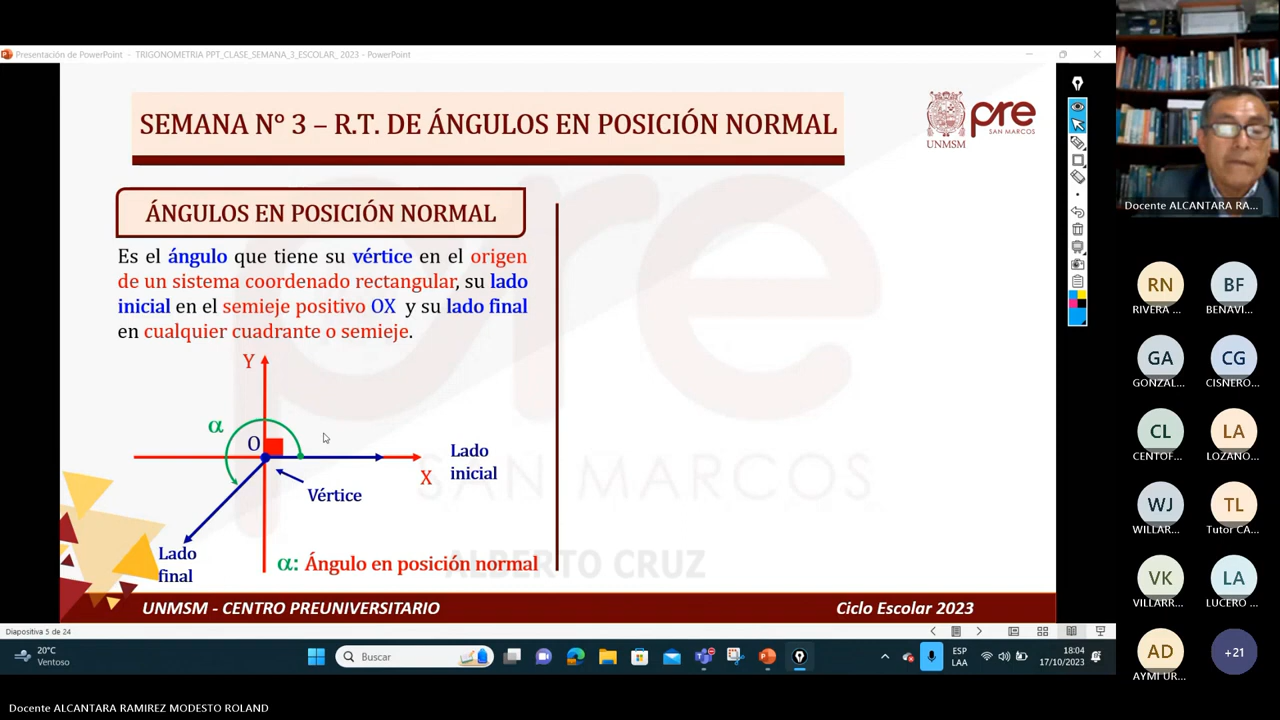 Presentación de PowerPoint - TRIGONOMETRIA PPT_CLASE_SEMANA_3_ESCOLAR_ 2023 - PowerPoint
SEMANA N° 3 – R.T. DE ÁNGULOS EN POSICIÓN NORMAL
UNMSM
pre
SAN MARCOS
ÁNGULOS EN POSICIÓN NORMAL
Es el ángulo que tiene su vértice en el origen
de un sistema coordenado rectangular, su lado
inicial en el semieje positivo OX y su lado final
en cualquier cuadrante o semieje.
Y
α
O
X
Lado
inicial
Vértice
Lado
final
α: Ángulo en posición normal
pre
SAN MARCOS
ALBERTO CRUZ
UNMSM - CENTRO PREUNIVERSITARIO
Ciclo Escolar 2023
Diapositiva 5 de 24
20°C
Ventoso
Buscar
ESP
LAA
18:04
17/10/2023
Docente ALCANTARA RA...
RN
RIVERA ...
BF
BENAVI...
GA
GONZAL...
CG
CISNERO...
CL
CENTOF...
LA
LOZANO...
WJ
WILLAR...
TL
Tutor CA...
VK
VILLARR...
LA
LUCERO ...
AD
AYMI UR...
+21
Docente ALCANTARA RAMIREZ MODESTO ROLAND